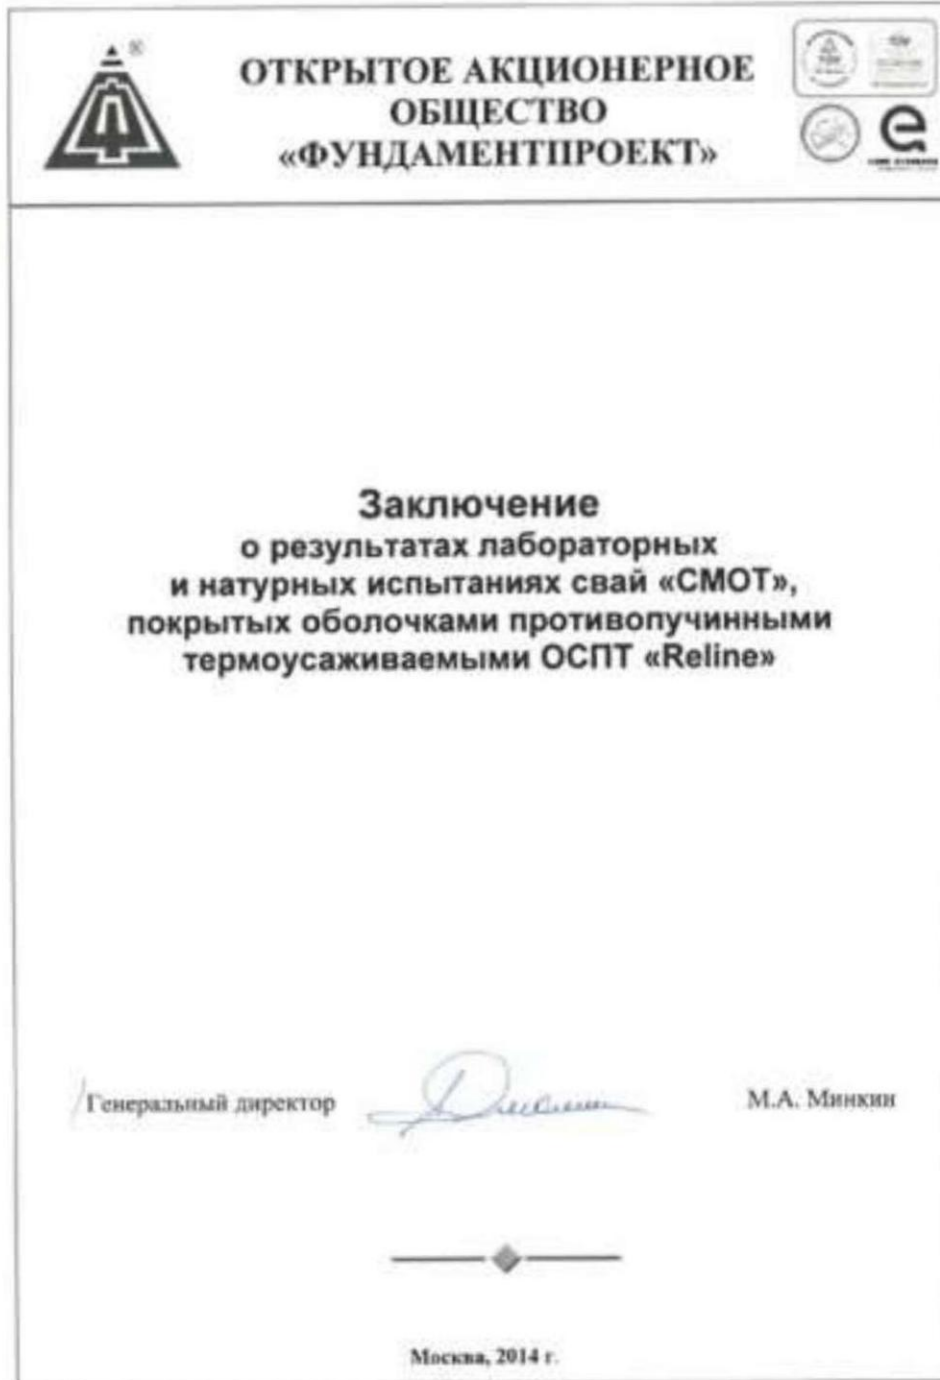 ®
ОТКРЫТОЕ АКЦИОНЕРНОЕ
ОБЩЕСТВО
«ФУНДАМЕНТПРОЕКТ»
Заключение
о результатах лабораторных
и натурных испытаниях свай «СМОТ»,
покрытых оболочками противопучинными
термоусаживаемыми ОСПТ «Reline»
Генеральный директор
М.А. Минкин
Москва, 2014 г.